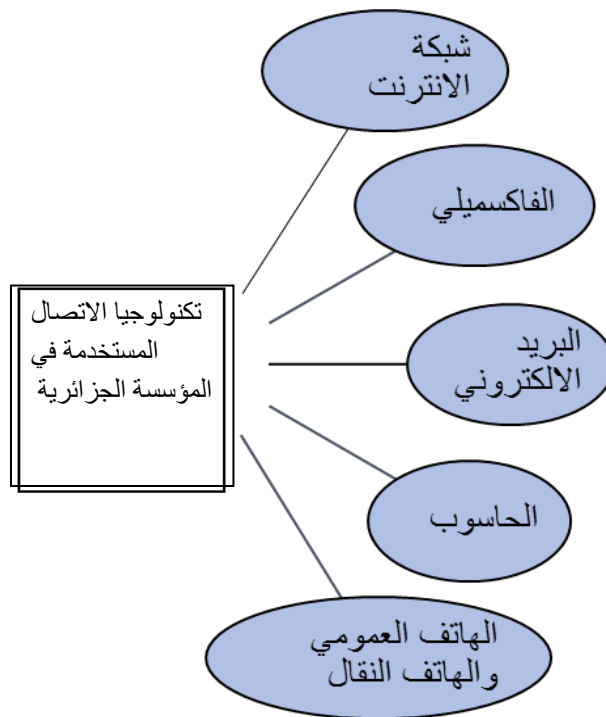 شبكة
الانترنت
الفاكسميلي
تكنولوجيا الاتصال
المستخدمة في
المؤسسة الجزائرية
البريد
الالكتروني
الحاسوب
الهاتف العمومي
والهاتف النقال